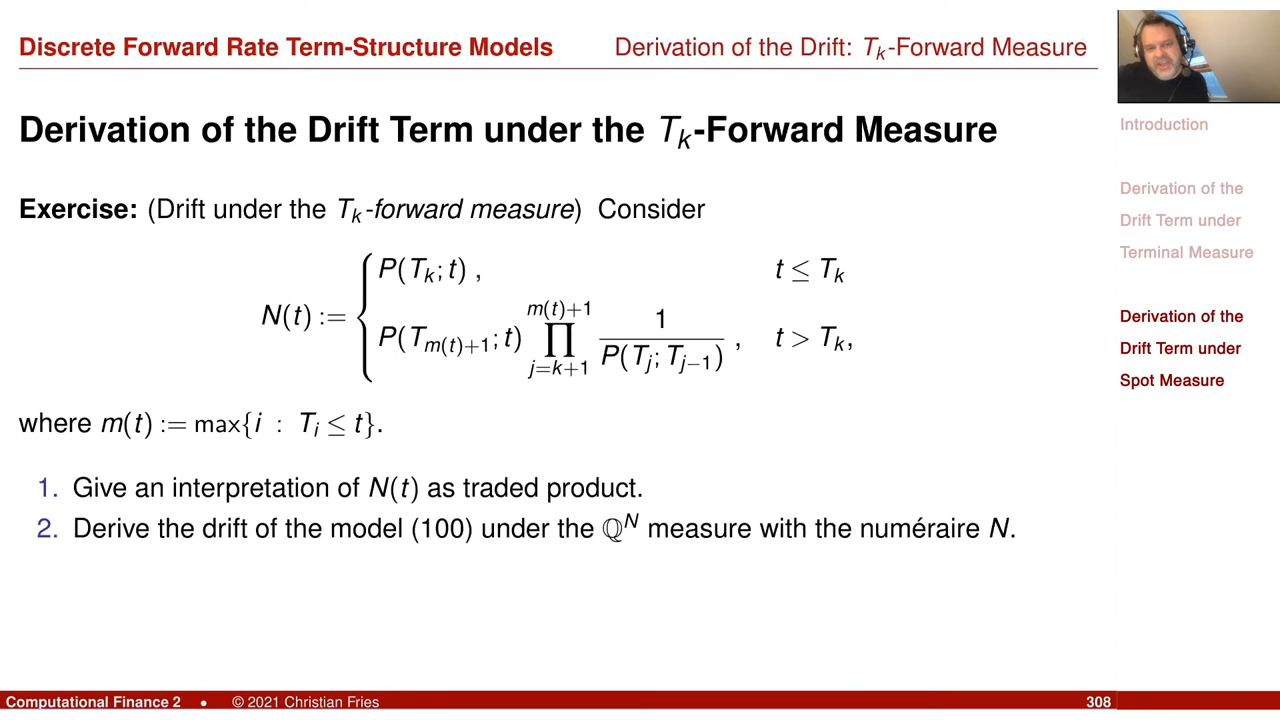 Discrete Forward Rate Term-Structure Models
Derivation of the Drift: T_k-Forward Measure
Derivation of the Drift Term under the T_k-Forward Measure
Exercise: (Drift under the T_k-forward measure) Consider
N(t) := { P(T_k; t) , t ≤ T_k
P(T_{m(t)+1}; t) ∏_{j=k+1}^{m(t)+1} 1 / P(T_j; T_{j−1}) , t > T_k,
where m(t) := max{i : T_i ≤ t}.
1. Give an interpretation of N(t) as traded product.
2. Derive the drift of the model (100) under the ℚ^N measure with the numéraire N.
Introduction
Derivation of the
Drift Term under
Terminal Measure
Derivation of the
Drift Term under
Spot Measure
Computational Finance 2 • © 2021 Christian Fries 308